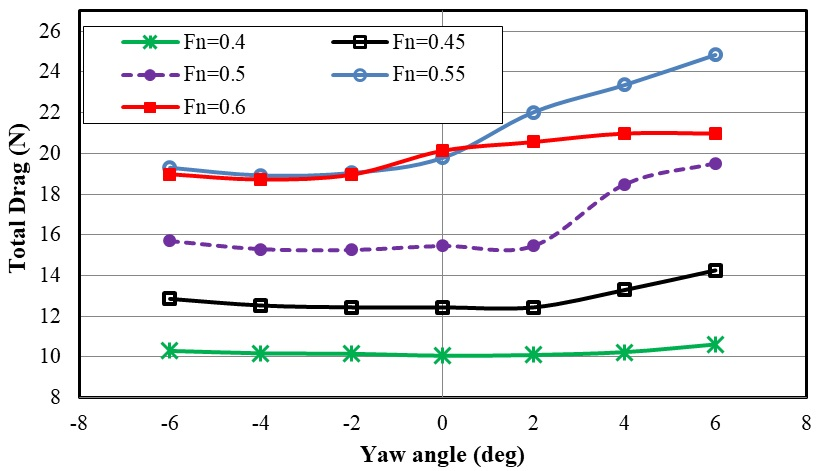 26
24
22
20
18
16
14
12
10
8
Total Drag (N)
Fn=0.4
Fn=0.45
Fn=0.5
Fn=0.55
Fn=0.6
-8 -6 -4 -2 0 2 4 6 8
Yaw angle (deg)